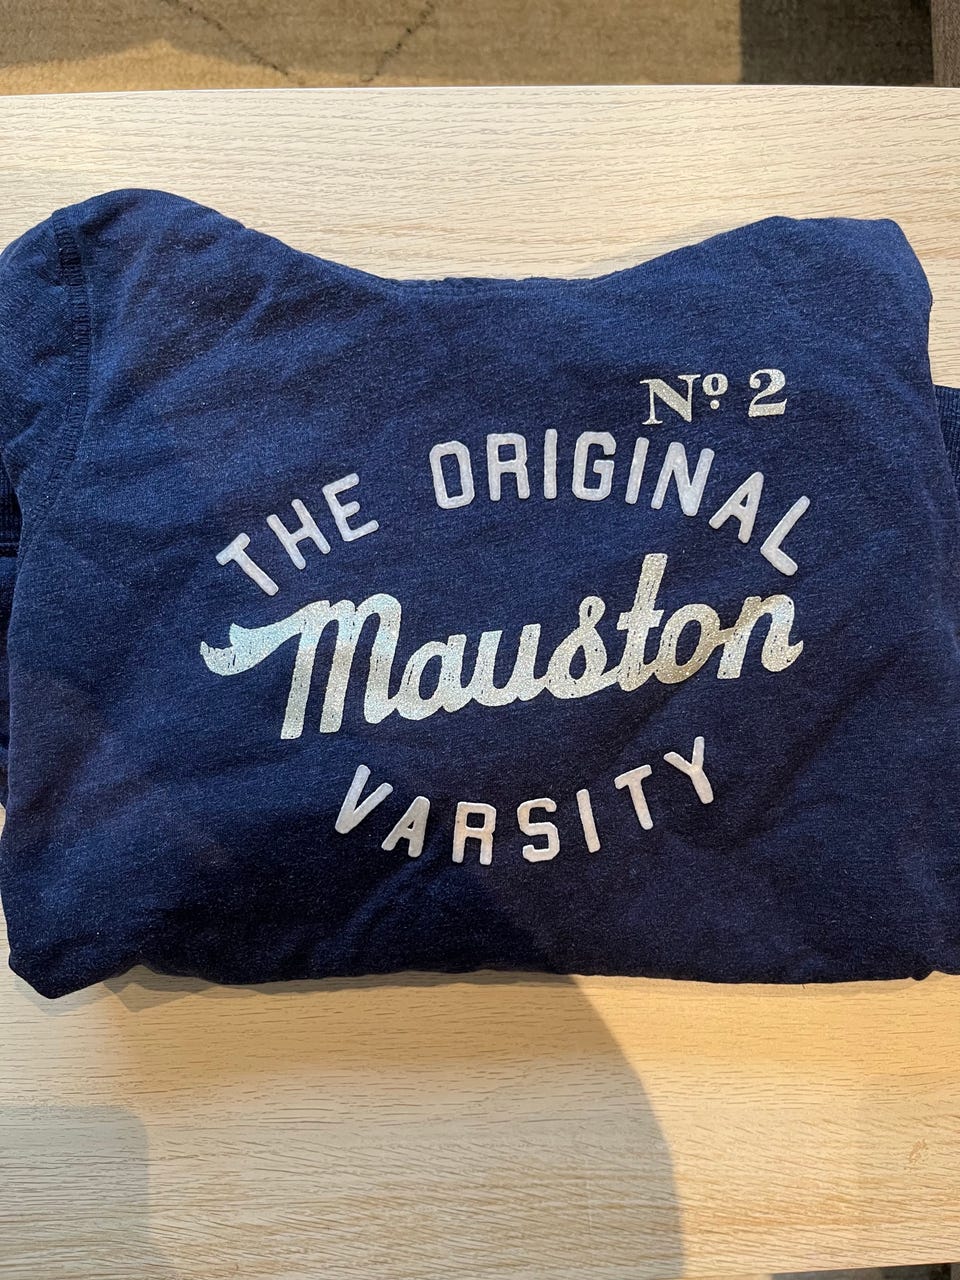 Nº 2
THE ORIGINAL
Mauston
VARSITY